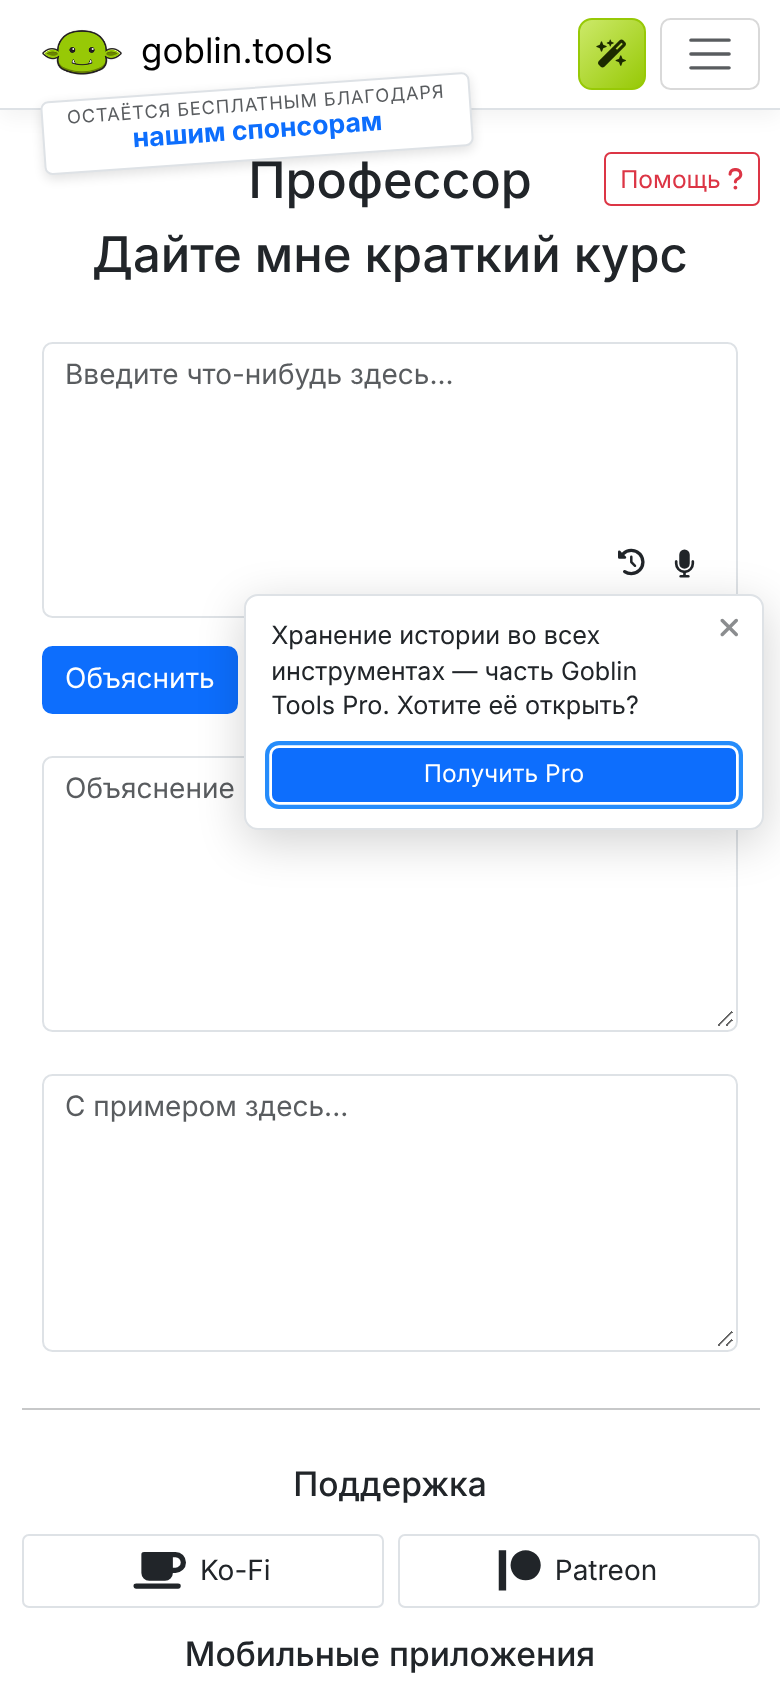 goblin.tools
ОСТАЁТСЯ БЕСПЛАТНЫМ БЛАГОДАРЯ
нашим спонсорам
Профессор
Помощь ?
Дайте мне краткий курс
Введите что-нибудь здесь...
Хранение истории во всех
инструментах — часть Goblin
Tools Pro. Хотите её открыть?
Получить Pro
Объяснить
Объяснение
С примером здесь...
Поддержка
Ko-Fi
Patreon
Мобильные приложения